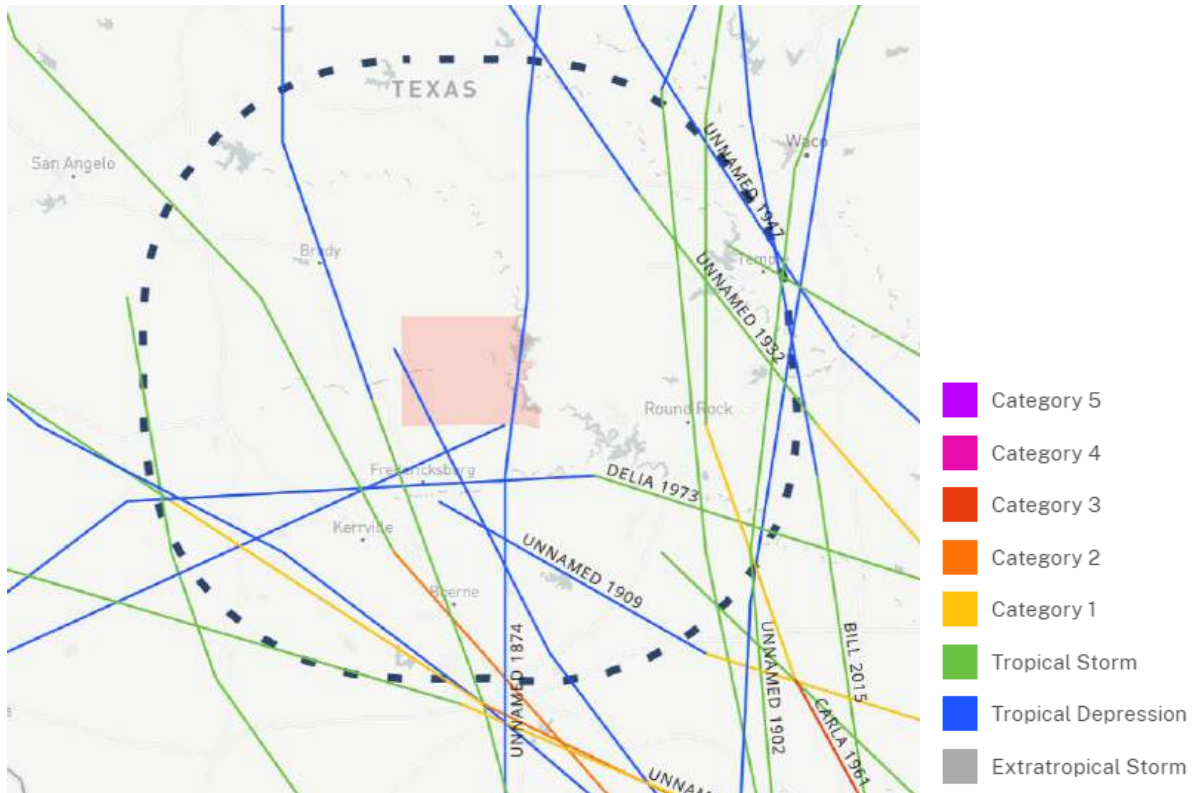 TEXAS
San Angelo
Waco
UNNAMED 1947
Brady
Temple
UNNAMED 1932
Round Rock
Fredericksburg
DELIA 1973
Kerrville
UNNAMED 1909
Boerne
UNNAMED 1874
UNNAMED 1902
BILL 2015
CARLA 1961
UNNAMED
Category 5
Category 4
Category 3
Category 2
Category 1
Tropical Storm
Tropical Depression
Extratropical Storm